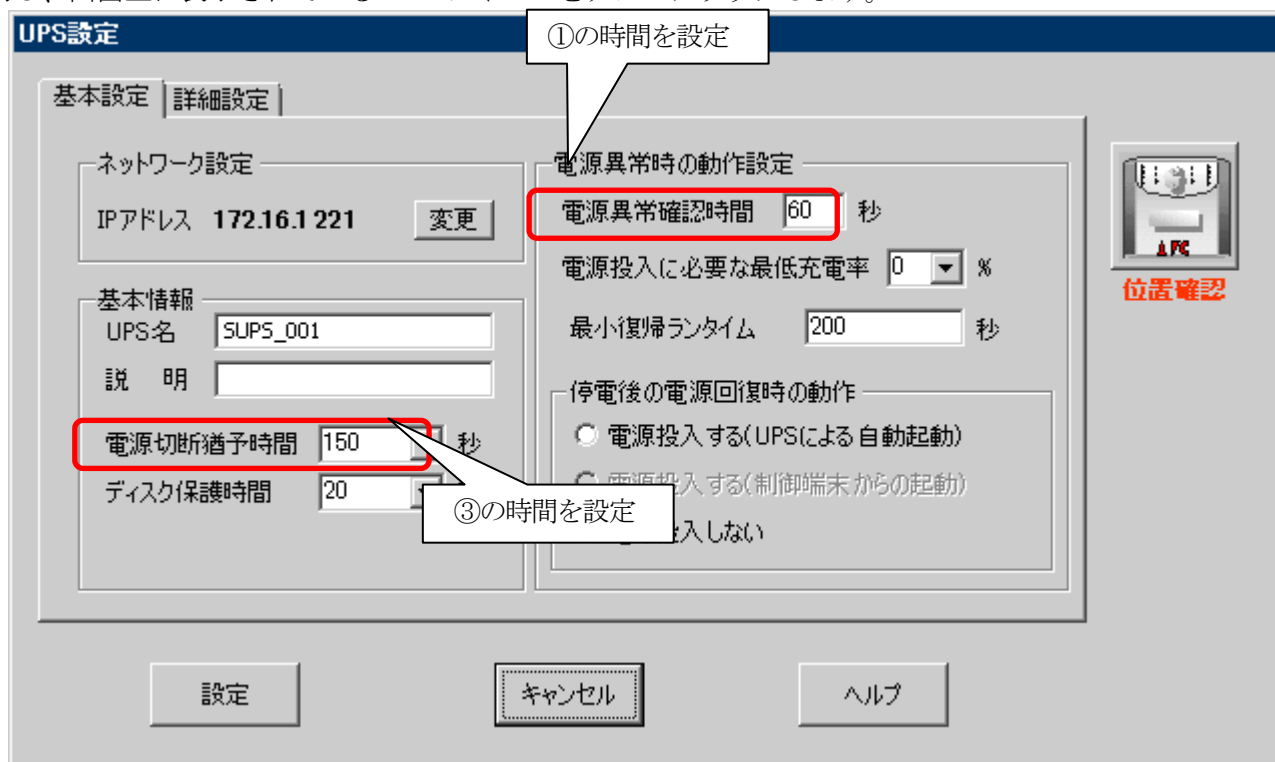 UPS設定
①の時間を設定
基本設定
詳細設定
ネットワーク設定
IPアドレス 172.16.1 221 変更
基本情報
UPS名 SUPS_001
説 明
電源切断猶予時間 150 秒
ディスク保護時間 20
③の時間を設定
電源異常時の動作設定
電源異常確認時間 60 秒
電源投入に必要な最低充電率 0 %
最小復帰ランタイム 200 秒
停電後の電源回復時の動作
電源投入する(UPSによる自動起動)
電源投入する(制御端末からの起動)
入しない
APC
位置確認
設定
キャンセル
ヘルプ